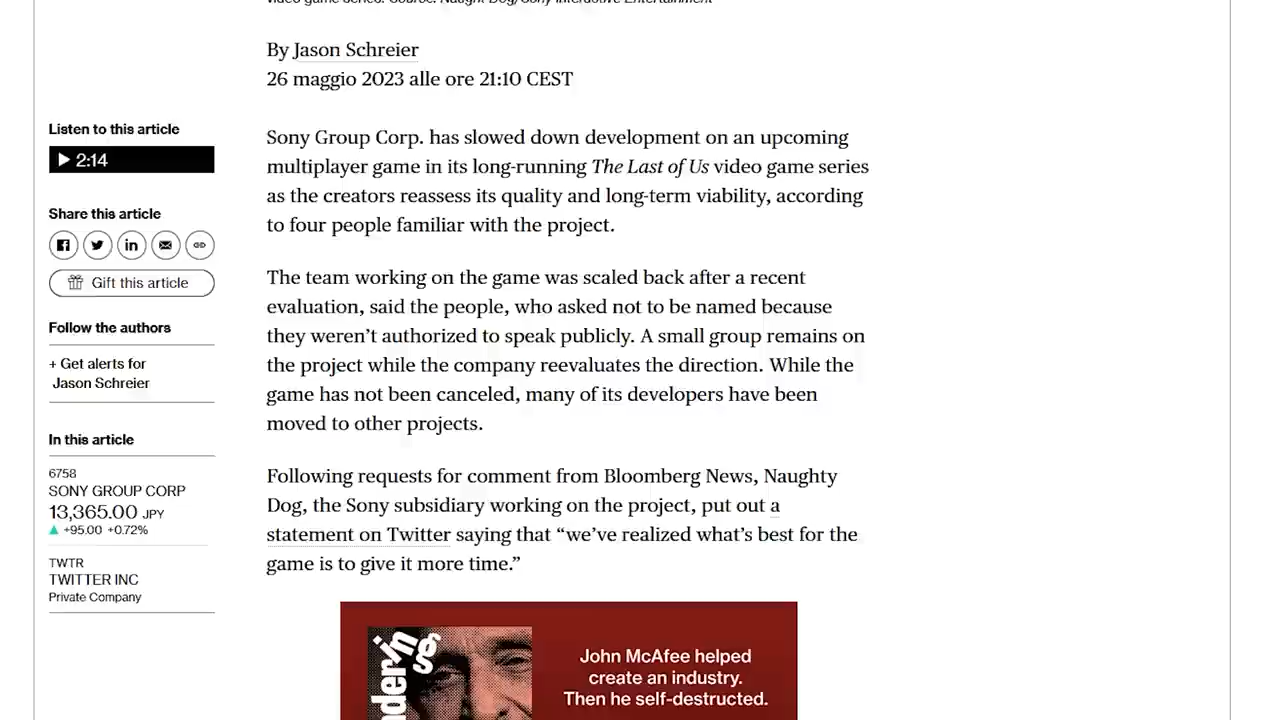 video game series. Source: Naught Dog/Sony Interactive Entertainment
By Jason Schreier
26 maggio 2023 alle ore 21:10 CEST
Listen to this article
2:14
Share this article
Gift this article
Follow the authors
+ Get alerts for
Jason Schreier
In this article
6758
SONY GROUP CORP
13,365.00 JPY
+95.00 +0.72%
TWTR
TWITTER INC
Private Company
Sony Group Corp. has slowed down development on an upcoming
multiplayer game in its long-running The Last of Us video game series
as the creators reassess its quality and long-term viability, according
to four people familiar with the project.
The team working on the game was scaled back after a recent
evaluation, said the people, who asked not to be named because
they weren’t authorized to speak publicly. A small group remains on
the project while the company reevaluates the direction. While the
game has not been canceled, many of its developers have been
moved to other projects.
Following requests for comment from Bloomberg News, Naughty
Dog, the Sony subsidiary working on the project, put out a
statement on Twitter saying that “we’ve realized what’s best for the
game is to give it more time.”
John McAfee helped
create an industry.
Then he self-destructed.